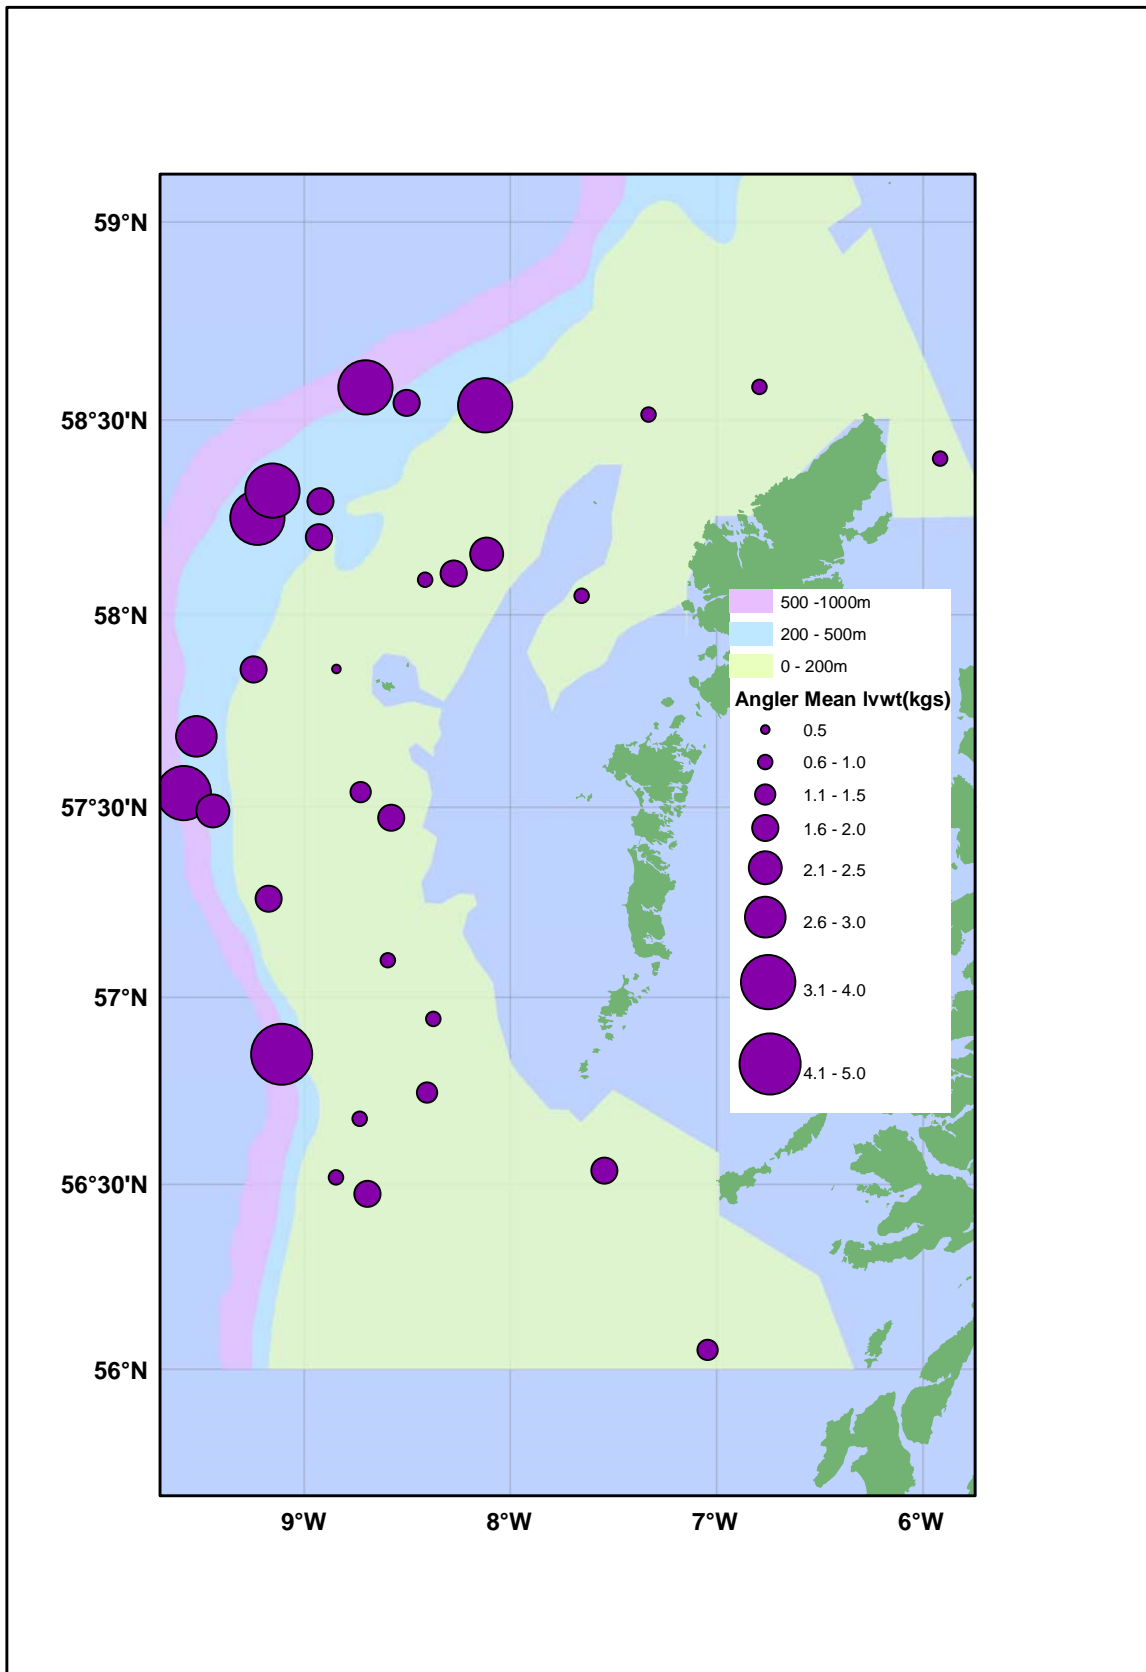 59°N
58°30'N
58°N
57°30'N
57°N
56°30'N
56°N
9°W 8°W 7°W 6°W
500 -1000m
200 - 500m
0 - 200m
Angler Mean lvwt(kgs)
0.5
0.6 - 1.0
1.1 - 1.5
1.6 - 2.0
2.1 - 2.5
2.6 - 3.0
3.1 - 4.0
4.1 - 5.0